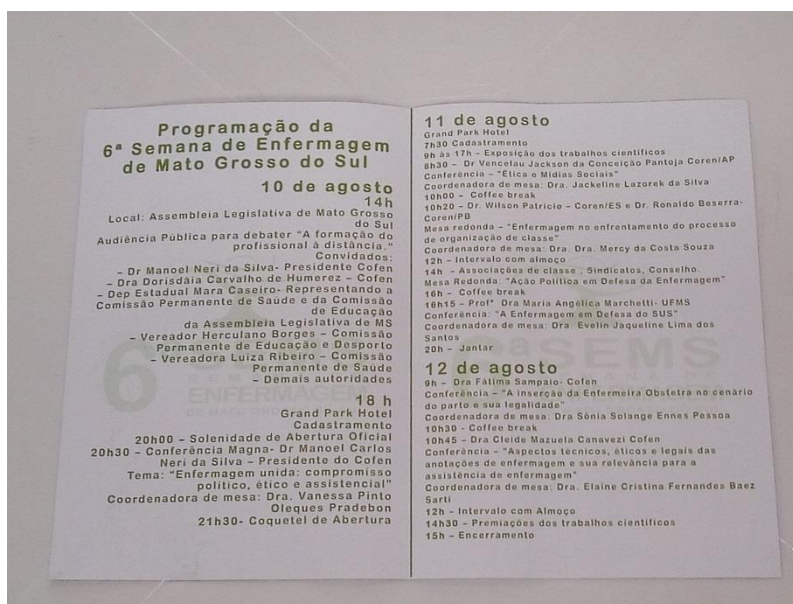 Programação da
6ª Semana de Enfermagem
de Mato Grosso do Sul
10 de agosto
14h
Local: Assembleia Legislativa de Mato Grosso
do Sul
Audiência Pública para debater "A formação do
profissional à distância."
Convidados:
- Dr Manoel Neri da Silva- Presidente Cofen
- Dra Dorisdáia Carvalho de Humerez - Cofen
- Dep Estadual Mara Caseiro- Representando a
Comissão Permanente de Saúde e da Comissão
de Educação
da Assembleia Legislativa de MS
- Vereador Herculano Borges - Comissão
Permanente de Educação e Desporto
- Vereadora Luiza Ribeiro - Comissão
Permanente de Saúde
- Demais autoridades
18 h
Grand Park Hotel
Cadastramento
20h00 - Solenidade de Abertura Oficial
20h30 - Conferência Magna- Dr Manoel Carlos
Neri da Silva - Presidente do Cofen
Tema: "Enfermagem unida: compromisso
político, ético e assistencial"
Coordenadora de mesa: Dra. Vanessa Pinto
Oleques Pradebon
21h30- Coquetel de Abertura
11 de agosto
Grand Park Hotel
7h30 Cadastramento
9h às 17h - Exposição dos trabalhos científicos
8h30 - Dr Vencelau Jackson da Conceição Pantoja Coren/AP
Conferência - "Ética e Mídias Sociais"
Coordenadora de mesa: Dra. Jackeline Lazorek da Silva
10h00 - Coffee break
10h20 - Dr. Wilson Patrício - Coren/ES e Dr. Ronaldo Beserra-
Coren/PB
Mesa redonda - "Enfermagem no enfrentamento do processo
de organização de classe"
Coordenadora de mesa: Dra. Dra. Mercy da Costa Souza
12h - Intervalo com almoço
14h - Associações de classe , Sindicatos, Conselho.
Mesa Redonda: "Ação Política em Defesa da Enfermagem"
16h - Coffee break
16h15 - Profª Dra Maria Angélica Marchetti- UFMS
Conferência: "A Enfermagem em Defesa do SUS"
Coordenadora de mesa: Dra. Evelin Jaqueline Lima dos
Santos
20h - Jantar
12 de agosto
9h - Dra Fátima Sampaio- Cofen
Conferência - "A inserção da Enfermeira Obstetra no cenário
do parto e sua legalidade"
Coordenadora de mesa: Dra Sônia Solange Ennes Pessoa
10h30 - Coffee break
10h45 - Dra Cleide Mazuela Canavezi Cofen
Conferência - "Aspectos técnicos, éticos e legais das
anotações de enfermagem e sua relevância para a
assistência de enfermagem"
Coordenadora de mesa: Dra. Elaine Cristina Fernandes Baez
Sarti
12h - Intervalo com Almoço
14h30 - Premiações dos trabalhos científicos
15h - Encerramento